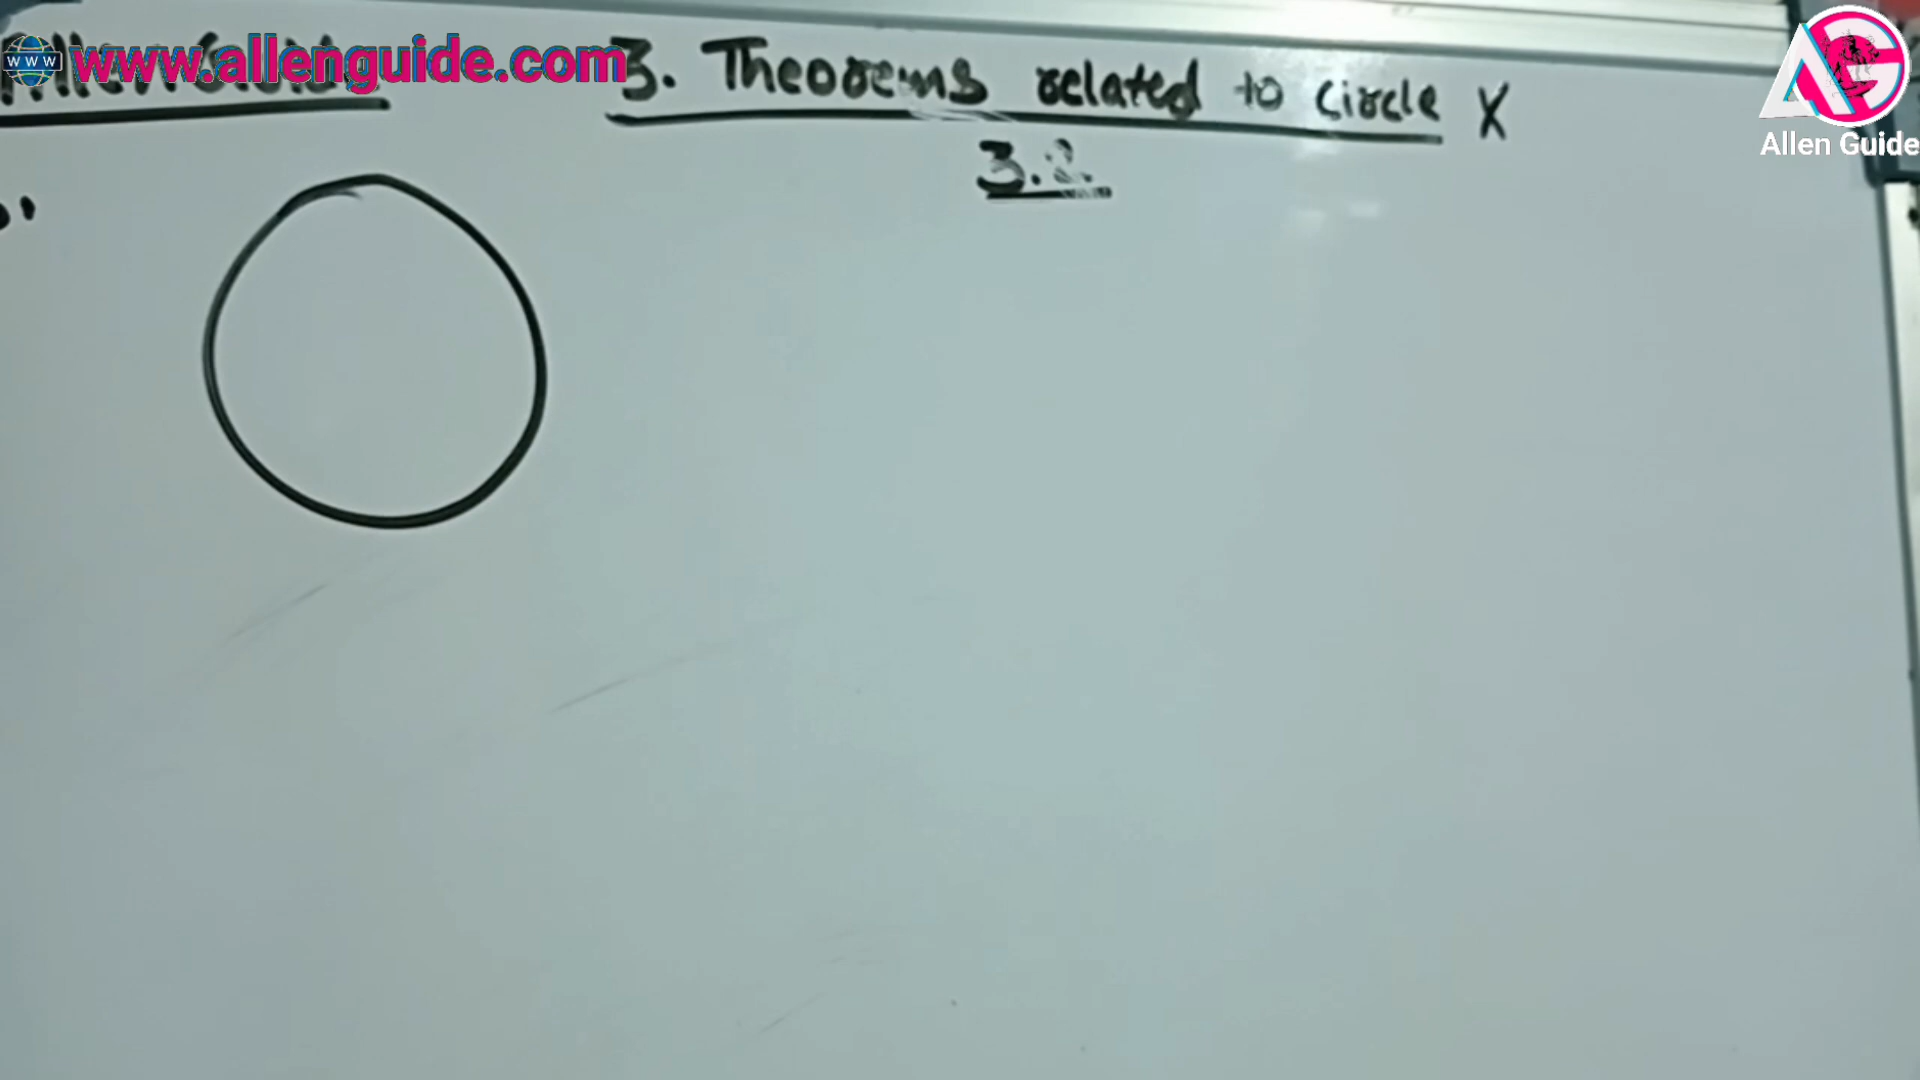 www.allenguide.com
3. Theorems related to circle X
3.2
Allen Guide